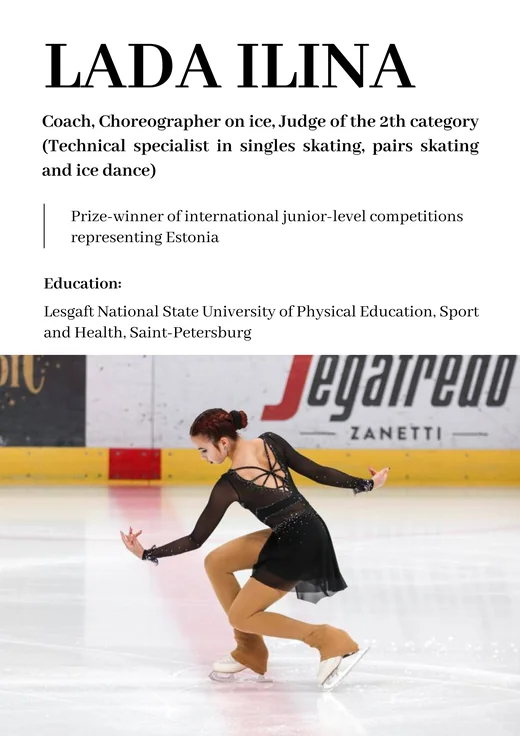 LADA ILINA
Coach, Choreographer on ice, Judge of the 2th category
(Technical specialist in singles skating, pairs skating
and ice dance)
Prize-winner of international junior-level competitions
representing Estonia
Education:
Lesgaft National State University of Physical Education, Sport
and Health, Saint-Petersburg
Segafredo
ZANETTI